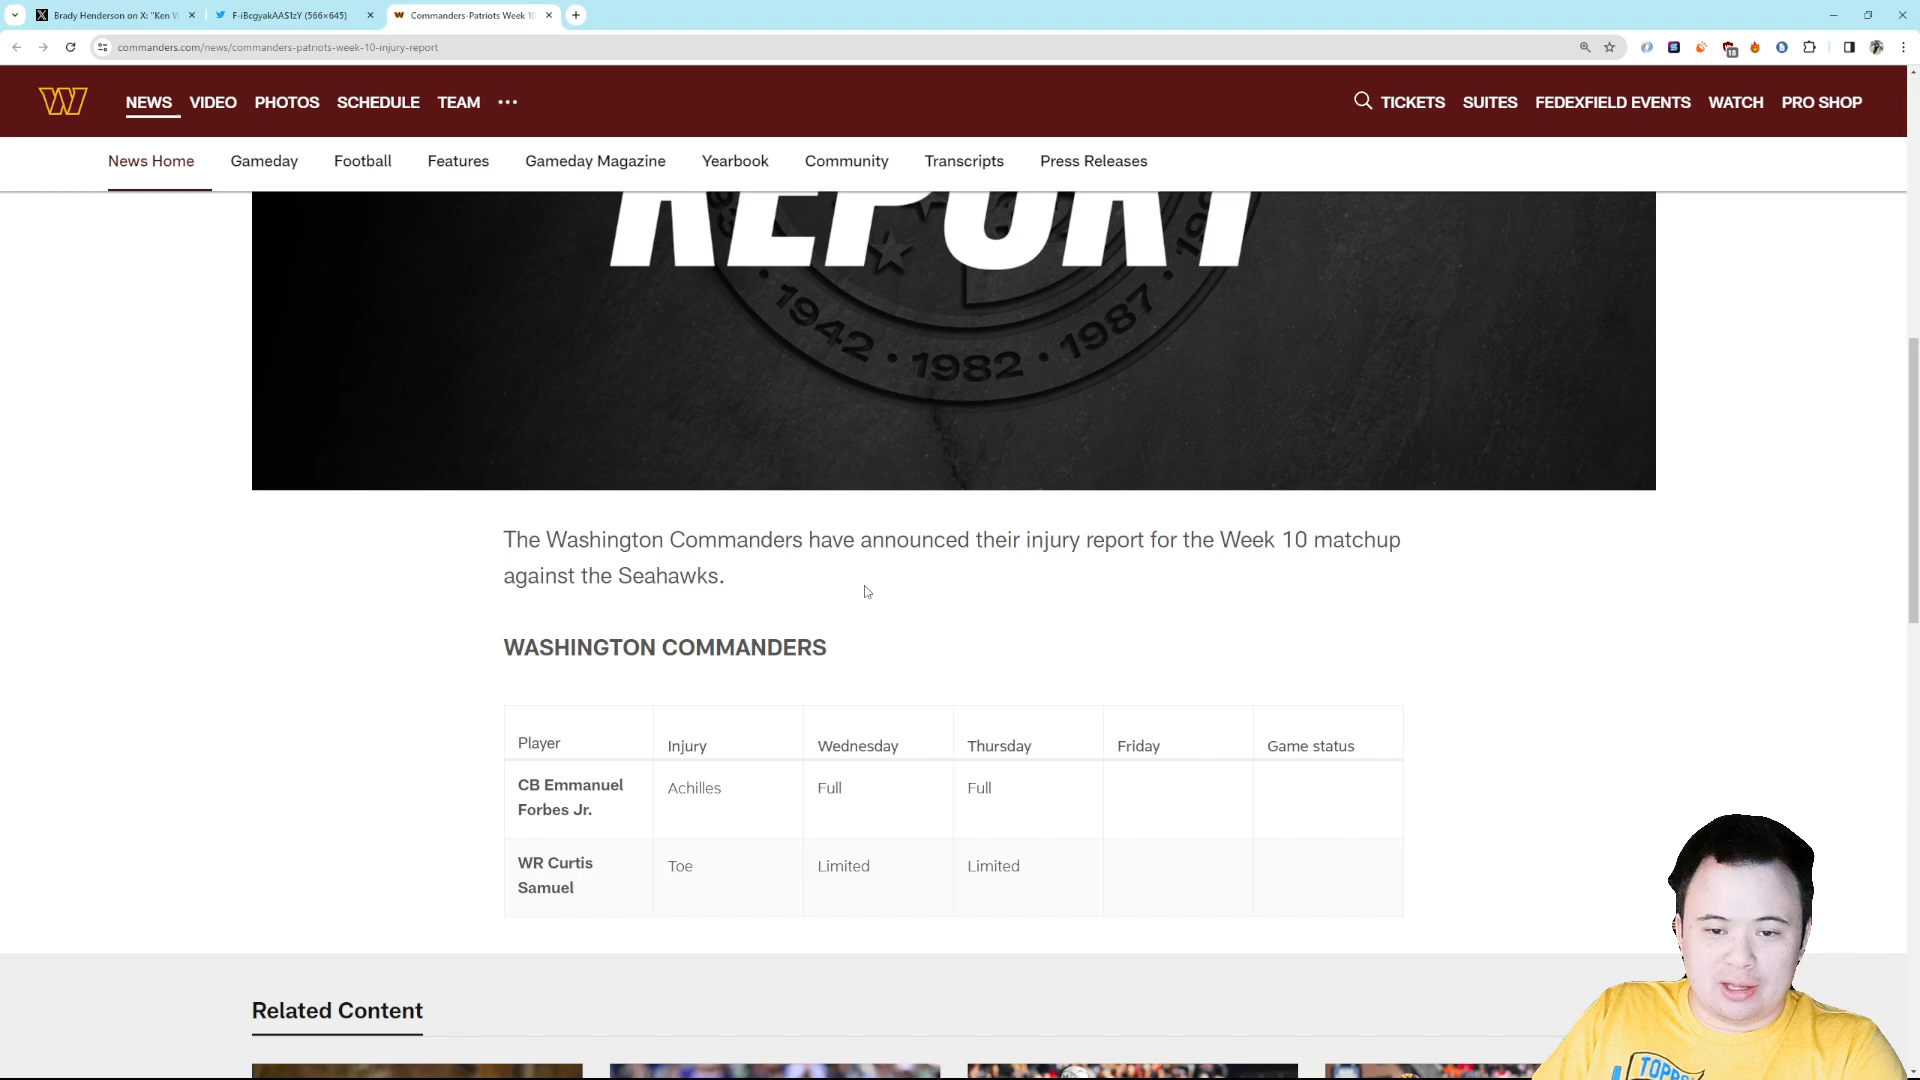 Brady Henderson on X: "Ken W
F-iBcgyakAAS1zY (566×645)
Commanders-Patriots Week 10
commanders.com/news/commanders-patriots-week-10-injury-report
18
W NEWS VIDEO PHOTOS SCHEDULE TEAM ••• TICKETS SUITES FEDEXFIELD EVENTS WATCH PRO SHOP
News Home Gameday Football Features Gameday Magazine Yearbook Community Transcripts Press Releases
REPORT
1942 • 1982 • 1987
The Washington Commanders have announced their injury report for the Week 10 matchup
against the Seahawks.
WASHINGTON COMMANDERS
Player Injury Wednesday Thursday Friday Game status
CB Emmanuel
Forbes Jr. Achilles Full Full
WR Curtis
Samuel Toe Limited Limited
Related Content